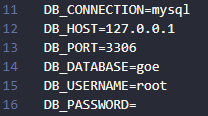 11 DB_CONNECTION=mysql
12 DB_HOST=127.0.0.1
13 DB_PORT=3306
14 DB_DATABASE=goe
15 DB_USERNAME=root
16 DB_PASSWORD=